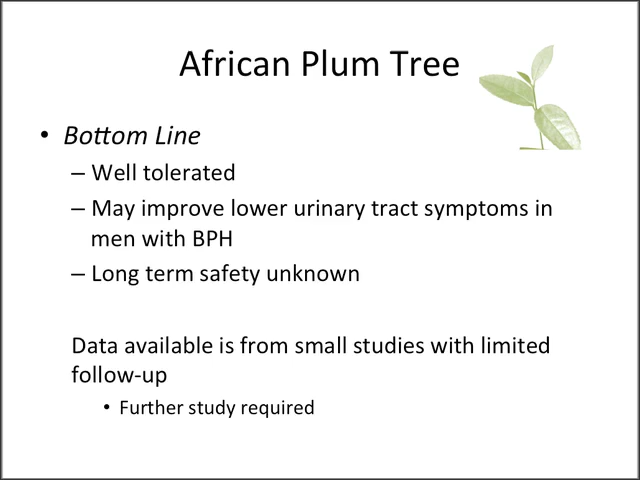 African Plum Tree
• Bottom Line
– Well tolerated
– May improve lower urinary tract symptoms in
men with BPH
– Long term safety unknown
Data available is from small studies with limited
follow-up
• Further study required